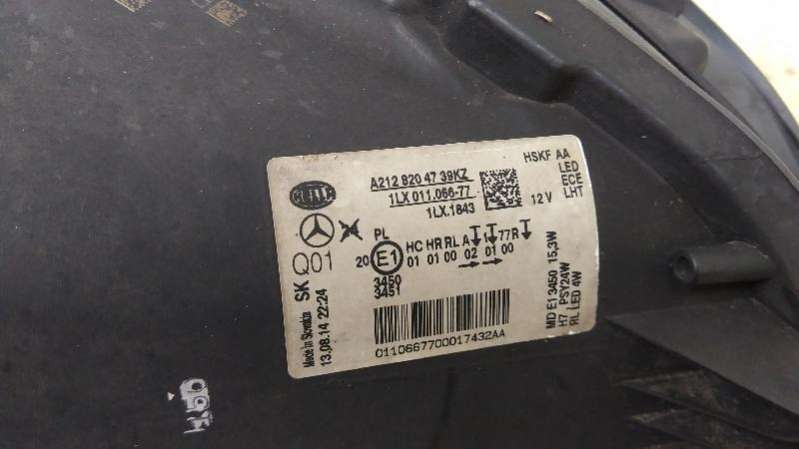 HELLA
A212 820 47 39KZ
1LX 011.066-77
1LX.1843
HSKF AA
LED
ECE
LHT
12 V
PL
HC HR RL A 1 77R
20 E1 01 01 00 02 01 00
3450
3451
SK Q01
Made in Slovakia
13.08.14 22:24
MD E1 3450 15,3W
H7 PSY24W
RL LED 4W
0110667700017432AA